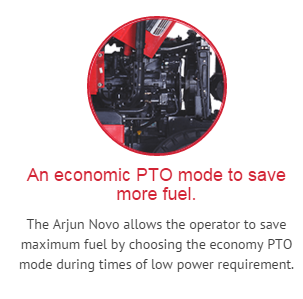 An economic PTO mode to save
more fuel.
The Arjun Novo allows the operator to save
maximum fuel by choosing the economy PTO
mode during times of low power requirement.